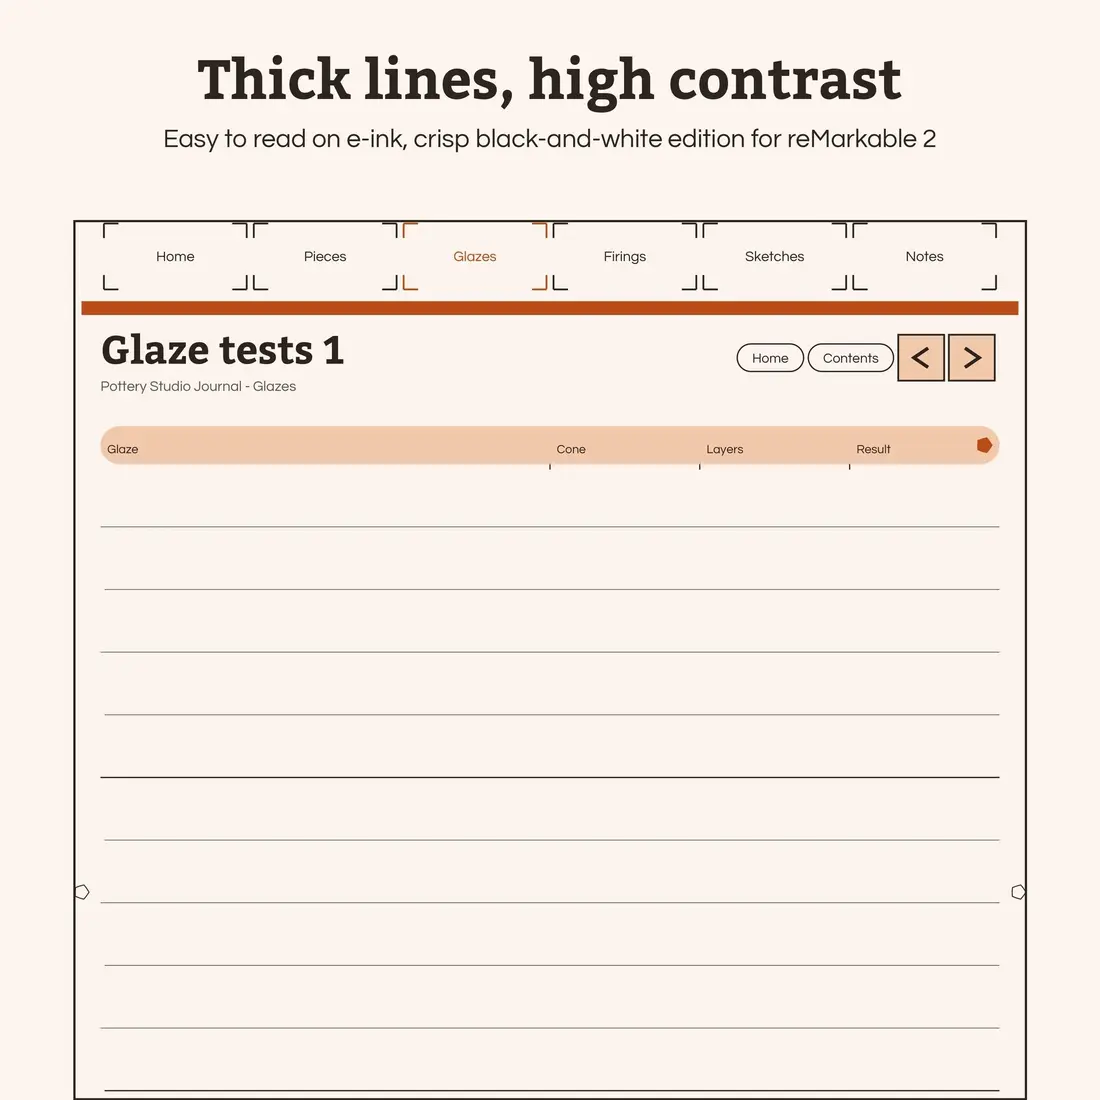 Thick lines, high contrast
Easy to read on e-ink, crisp black-and-white edition for reMarkable 2
Home Pieces Glazes Firings Sketches Notes
Glaze tests 1
Home Contents < >
Pottery Studio Journal - Glazes
Glaze Cone Layers Result